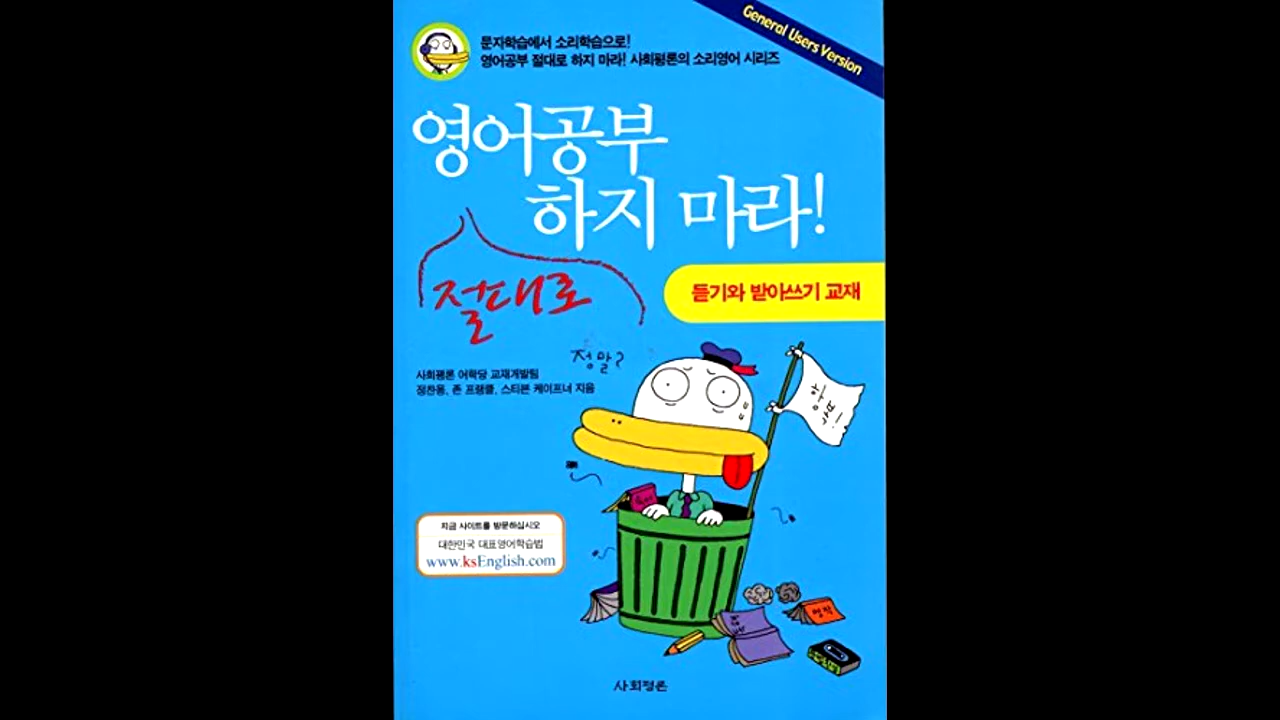 General Users Version
문자학습에서 소리학습으로!
영어공부 절대로 하지 마라! 사회평론의 소리영어 시리즈
영어공부
하지 마라!
절대로
듣기와 받아쓰기 교재
정말?
사회평론 어학당 교재개발팀
정찬용, 존 프랭클, 스티븐 케이프너 지음
항복!
지금 사이트를 방문하십시오
대한민국 대표영어학습법
www.ksEnglish.com
사회평론